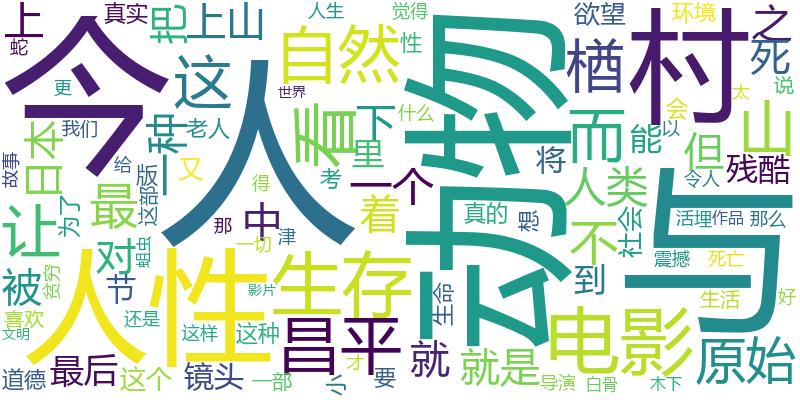 上
真实
蛇
把
上山
人生
觉得
欲望
环境
之
今
人
这
自然
看
动物
楢
村
死
说
更
世界
性
什么
会
太
故事
我们
一种
老人
下
而
能
以
但
山
日本
给
又
里
考
将
人类
令人
残酷
版
这部
一个
让
为了
最
得
那
中
着
真的
想
不
社会
活埋
作品
那么
与
对
蛔虫
一切
津
生命
到
震撼
死亡
被
贫穷
节
人性
影片
生存
生活
好
喜欢
还是
这样
这种
昌平
就
电影
原始
文明
道德
最后
这个
镜头
一部
小
才
要
就是
导演
白骨
木下